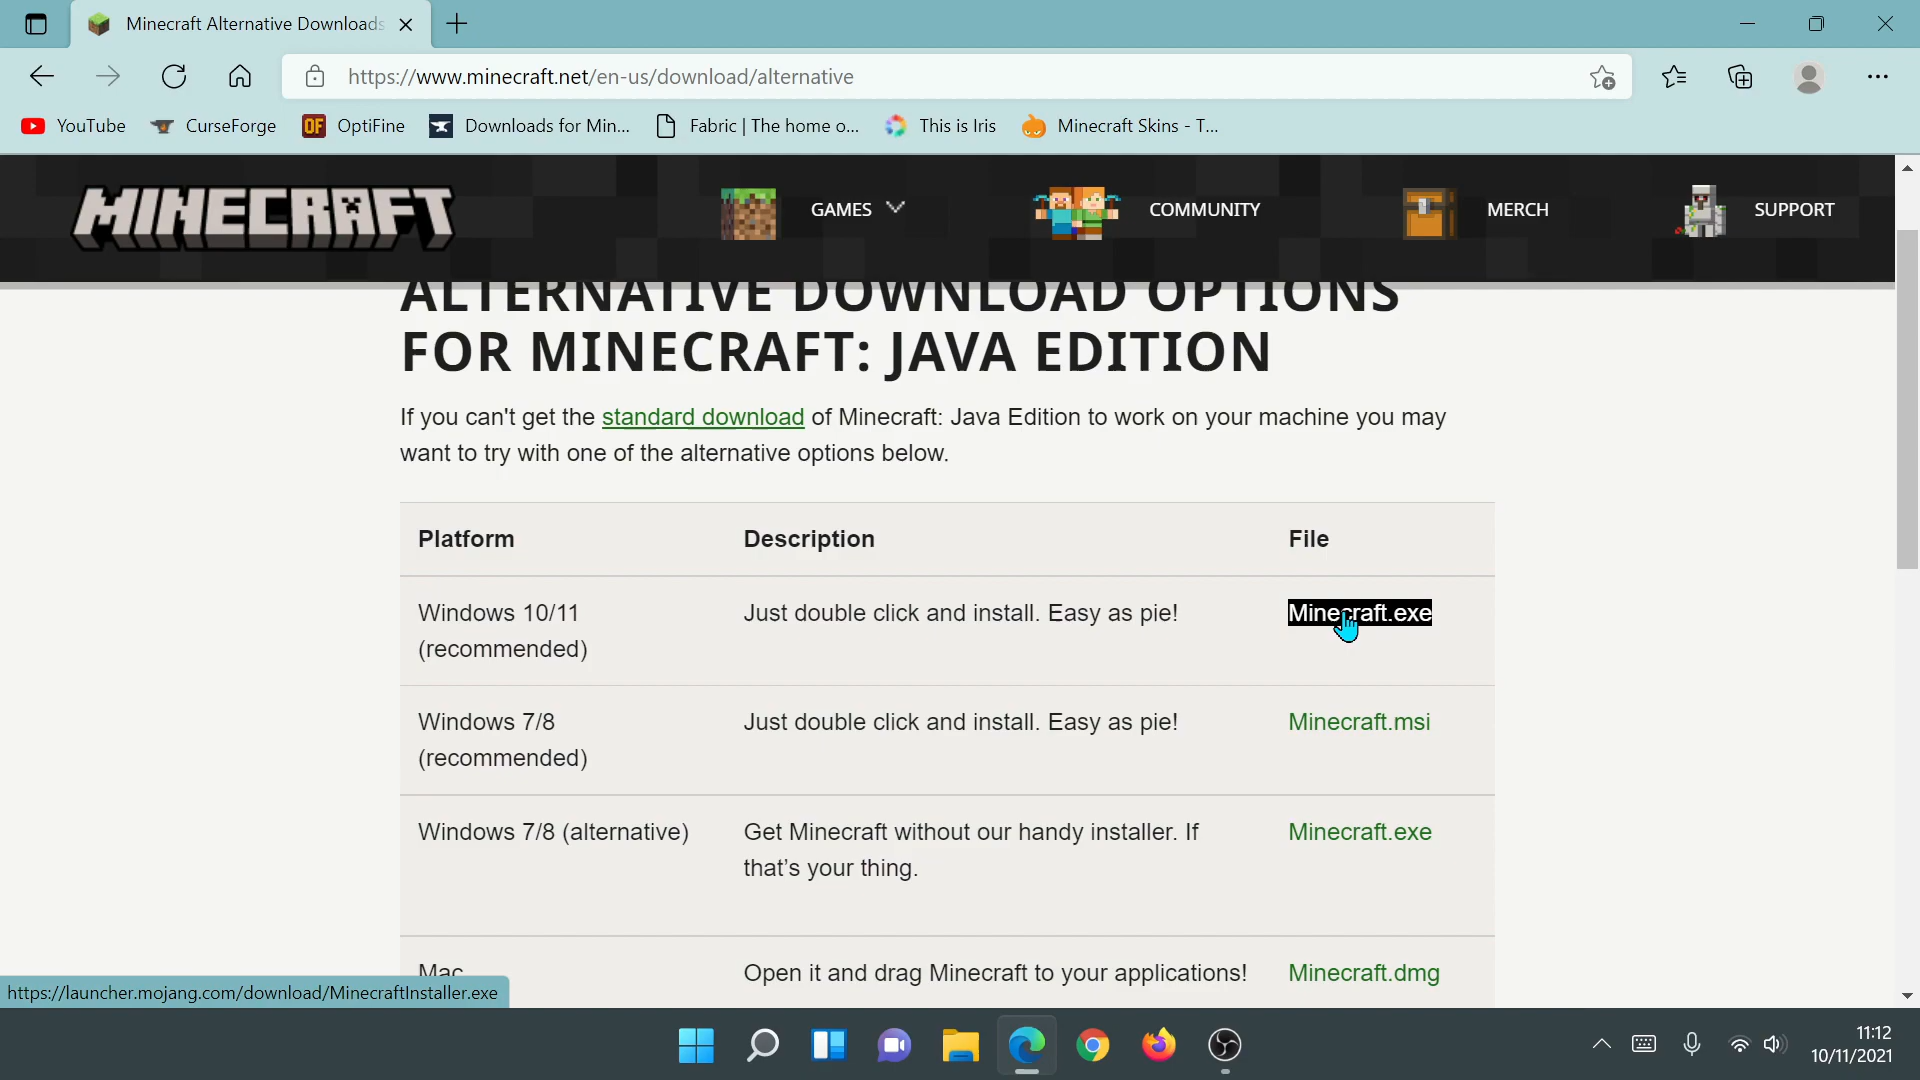 Minecraft Alternative Downloads
https://www.minecraft.net/en-us/download/alternative
YouTube
CurseForge
OF OptiFine
Downloads for Min...
Fabric | The home o...
This is Iris
Minecraft Skins - T...
MINECRAFT
GAMES
COMMUNITY
MERCH
SUPPORT
ALTERNATIVE DOWNLOAD OPTIONS
FOR MINECRAFT: JAVA EDITION
If you can't get the standard download of Minecraft: Java Edition to work on your machine you may
want to try with one of the alternative options below.
Platform Description File
Windows 10/11 Just double click and install. Easy as pie! Minecraft.exe
(recommended)
Windows 7/8 Just double click and install. Easy as pie! Minecraft.msi
(recommended)
Windows 7/8 (alternative) Get Minecraft without our handy installer. If Minecraft.exe
that's your thing.
Mac Open it and drag Minecraft to your applications! Minecraft.dmg
https://launcher.mojang.com/download/MinecraftInstaller.exe
11:12
10/11/2021